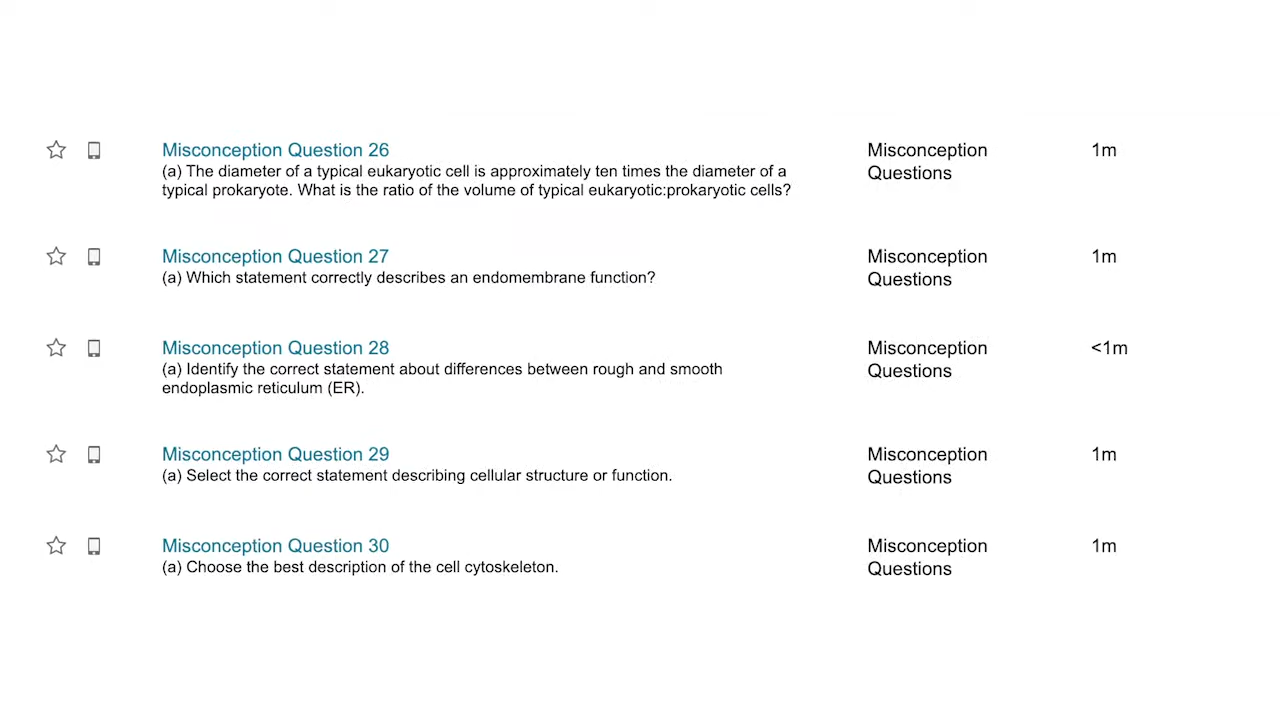 Misconception Question 26
(a) The diameter of a typical eukaryotic cell is approximately ten times the diameter of a
typical prokaryote. What is the ratio of the volume of typical eukaryotic:prokaryotic cells?
Misconception
Questions
1m
Misconception Question 27
(a) Which statement correctly describes an endomembrane function?
Misconception
Questions
1m
Misconception Question 28
(a) Identify the correct statement about differences between rough and smooth
endoplasmic reticulum (ER).
Misconception
Questions
<1m
Misconception Question 29
(a) Select the correct statement describing cellular structure or function.
Misconception
Questions
1m
Misconception Question 30
(a) Choose the best description of the cell cytoskeleton.
Misconception
Questions
1m